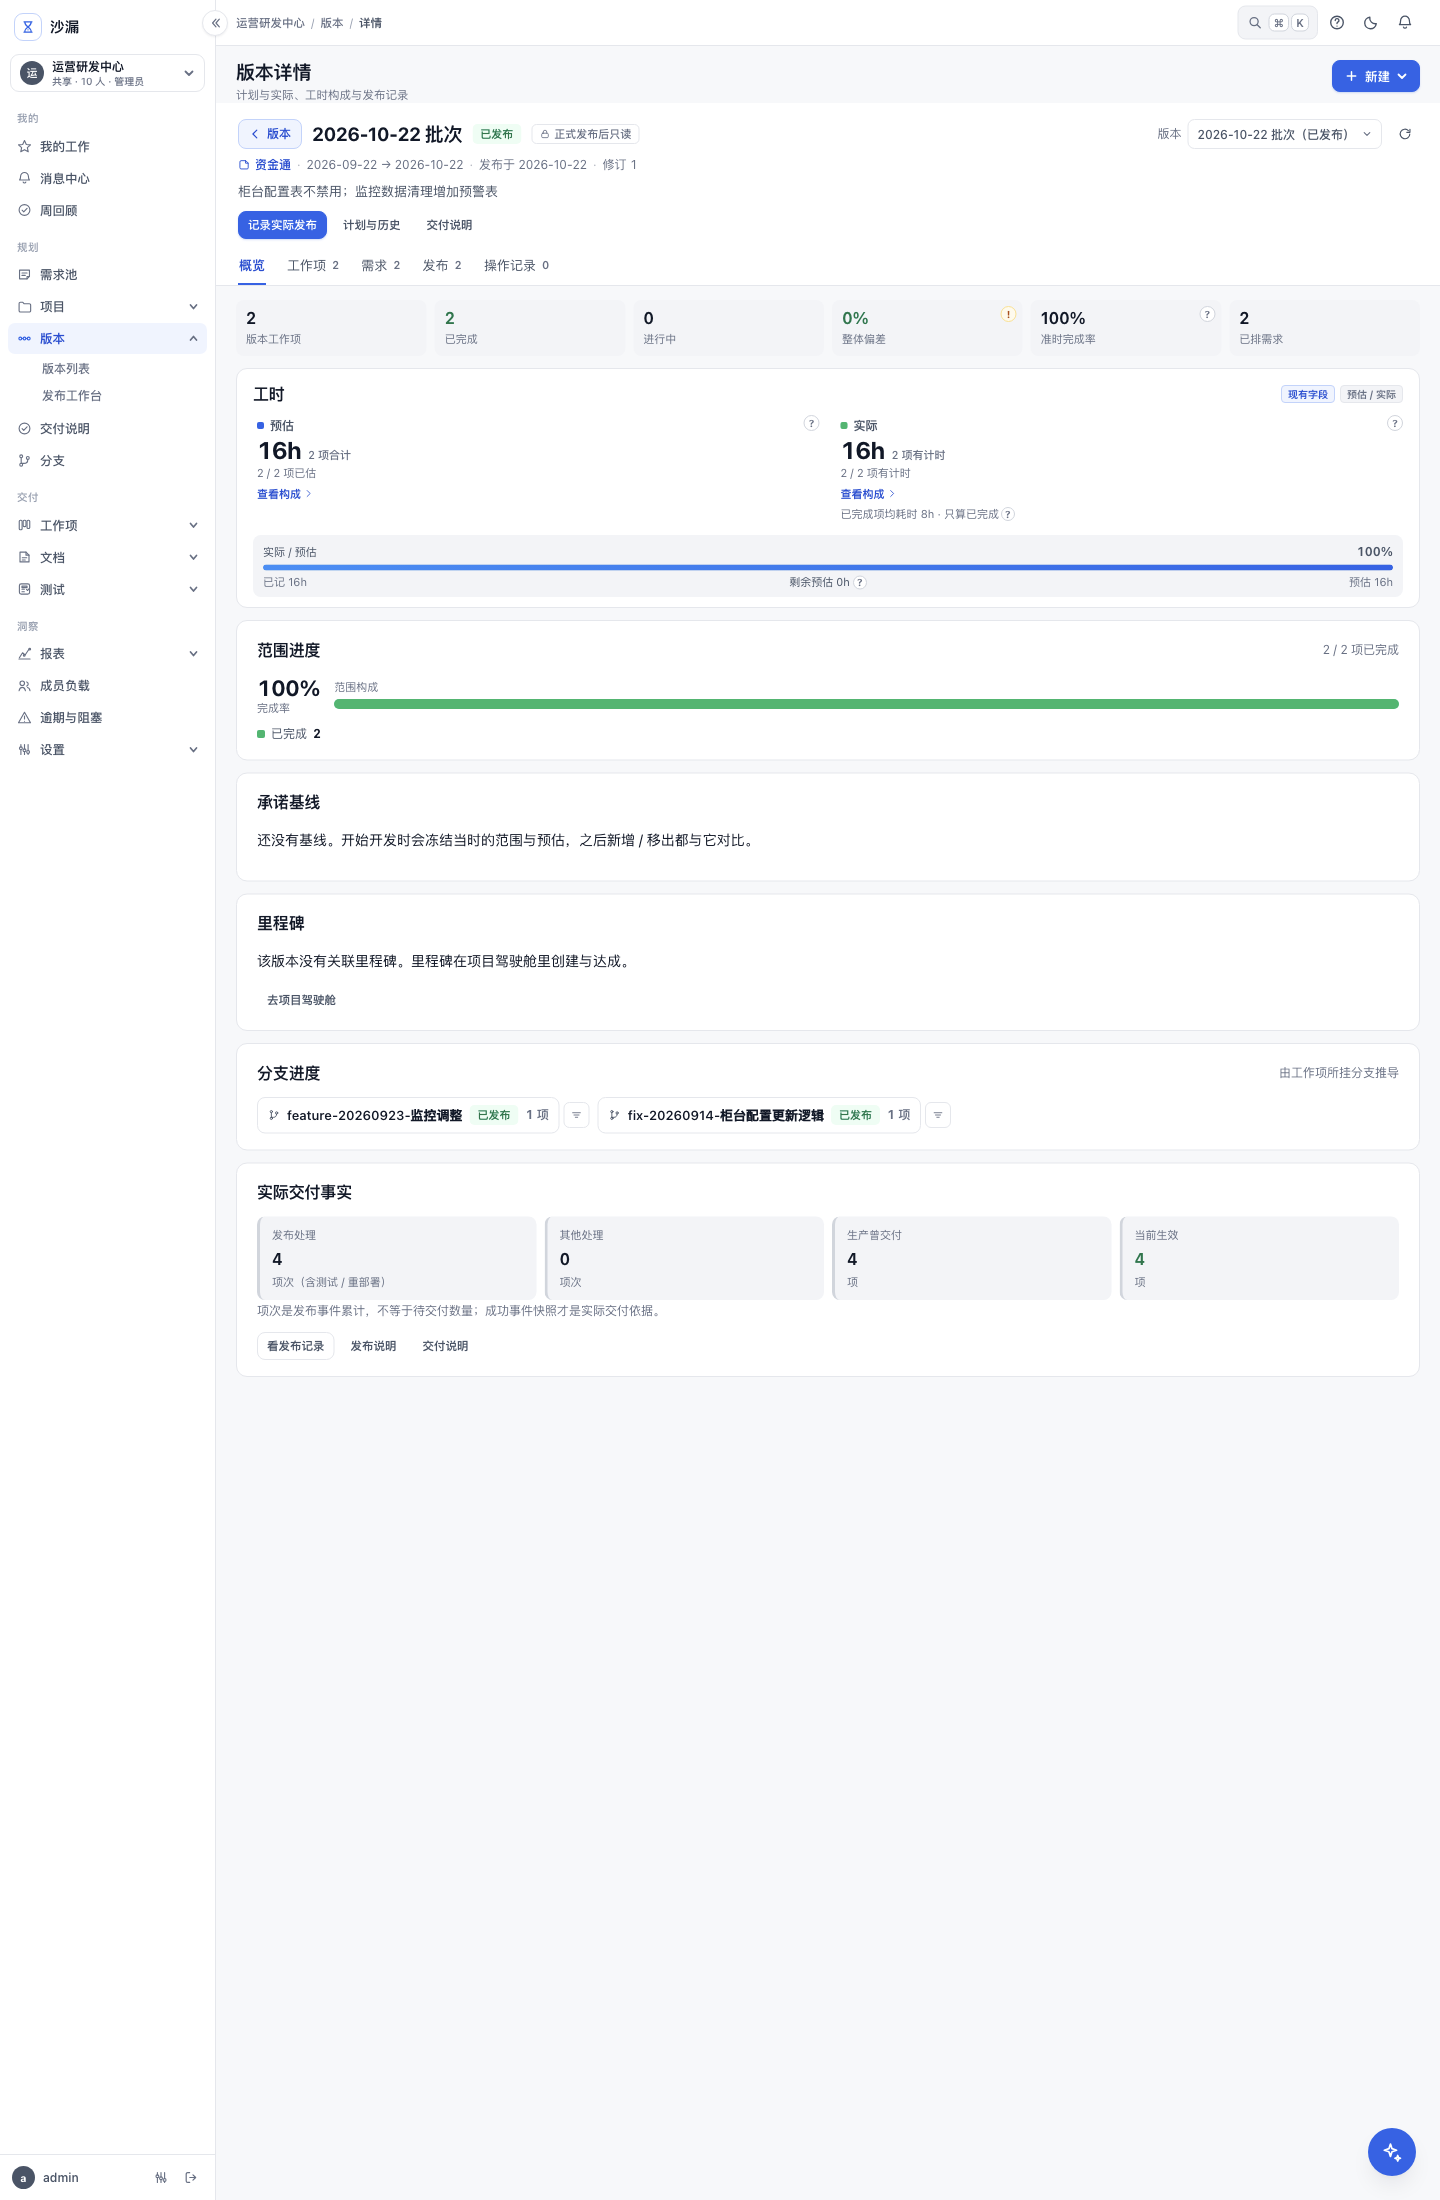 沙漏
运
运营研发中心
共享 · 10 人 · 管理员
我的
我的工作
消息中心
周回顾
规划
需求池
项目
版本
版本列表
发布工作台
交付说明
分支
交付
工作项
文档
测试
洞察
报表
成员负载
逾期与阻塞
设置
a admin
运营研发中心 / 版本 / 详情
⌘ K
版本详情
计划与实际、工时构成与发布记录
新建
版本 2026-10-22 批次 已发布 正式发布后只读
版本 2026-10-22 批次（已发布）
资金通 · 2026-09-22 → 2026-10-22 · 发布于 2026-10-22 · 修订 1
柜台配置表不禁用；监控数据清理增加预警表
记录实际发布 计划与历史 交付说明
概览 工作项 2 需求 2 发布 2 操作记录 0
2 2 0 0% ! 100% ? 2
版本工作项 已完成 进行中 整体偏差 准时完成率 已排需求
工时 现有字段 预估 / 实际
预估 ?
16h 2 项合计
2 / 2 项已估
查看构成
实际 ?
16h 2 项有计时
2 / 2 项有计时
查看构成
已完成项均耗时 8h · 只算已完成 ?
实际 / 预估 100%
已记 16h 剩余预估 0h ? 预估 16h
范围进度 2 / 2 项已完成
100% 范围构成
完成率
已完成 2
承诺基线
还没有基线。开始开发时会冻结当时的范围与预估，之后新增 / 移出都与它对比。
里程碑
该版本没有关联里程碑。里程碑在项目驾驶舱里创建与达成。
去项目驾驶舱
分支进度 由工作项所挂分支推导
feature-20260923-监控调整 已发布 1 项 fix-20260914-柜台配置更新逻辑 已发布 1 项
实际交付事实
发布处理 其他处理 生产曾交付 当前生效
4 0 4 4
项次（含测试 / 重部署） 项次 项 项
项次是发布事件累计，不等于待交付数量；成功事件快照才是实际交付依据。
看发布记录 发布说明 交付说明